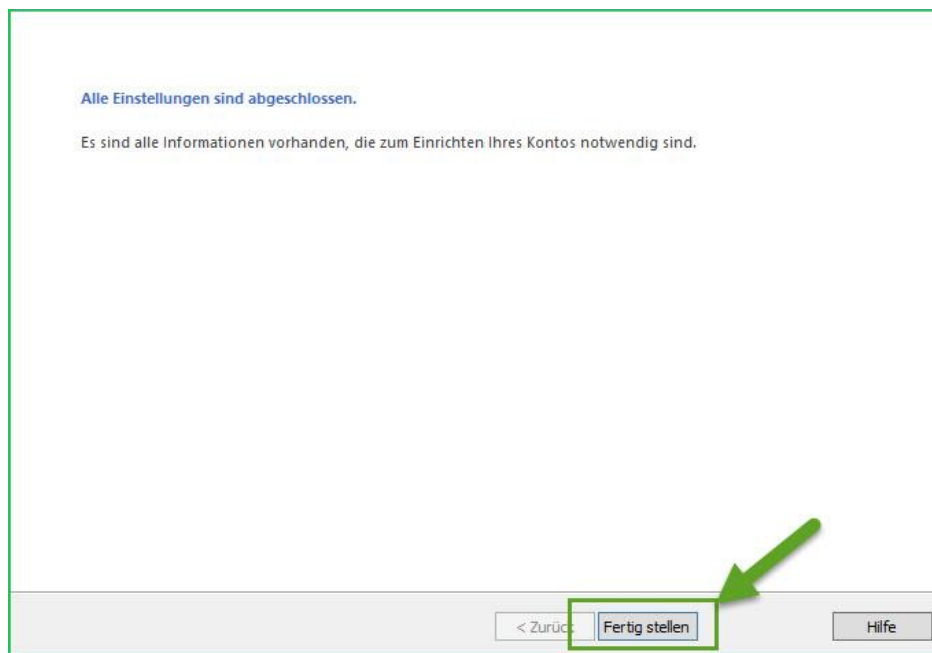 Alle Einstellungen sind abgeschlossen.
Es sind alle Informationen vorhanden, die zum Einrichten Ihres Kontos notwendig sind.
< Zurück Fertig stellen Hilfe